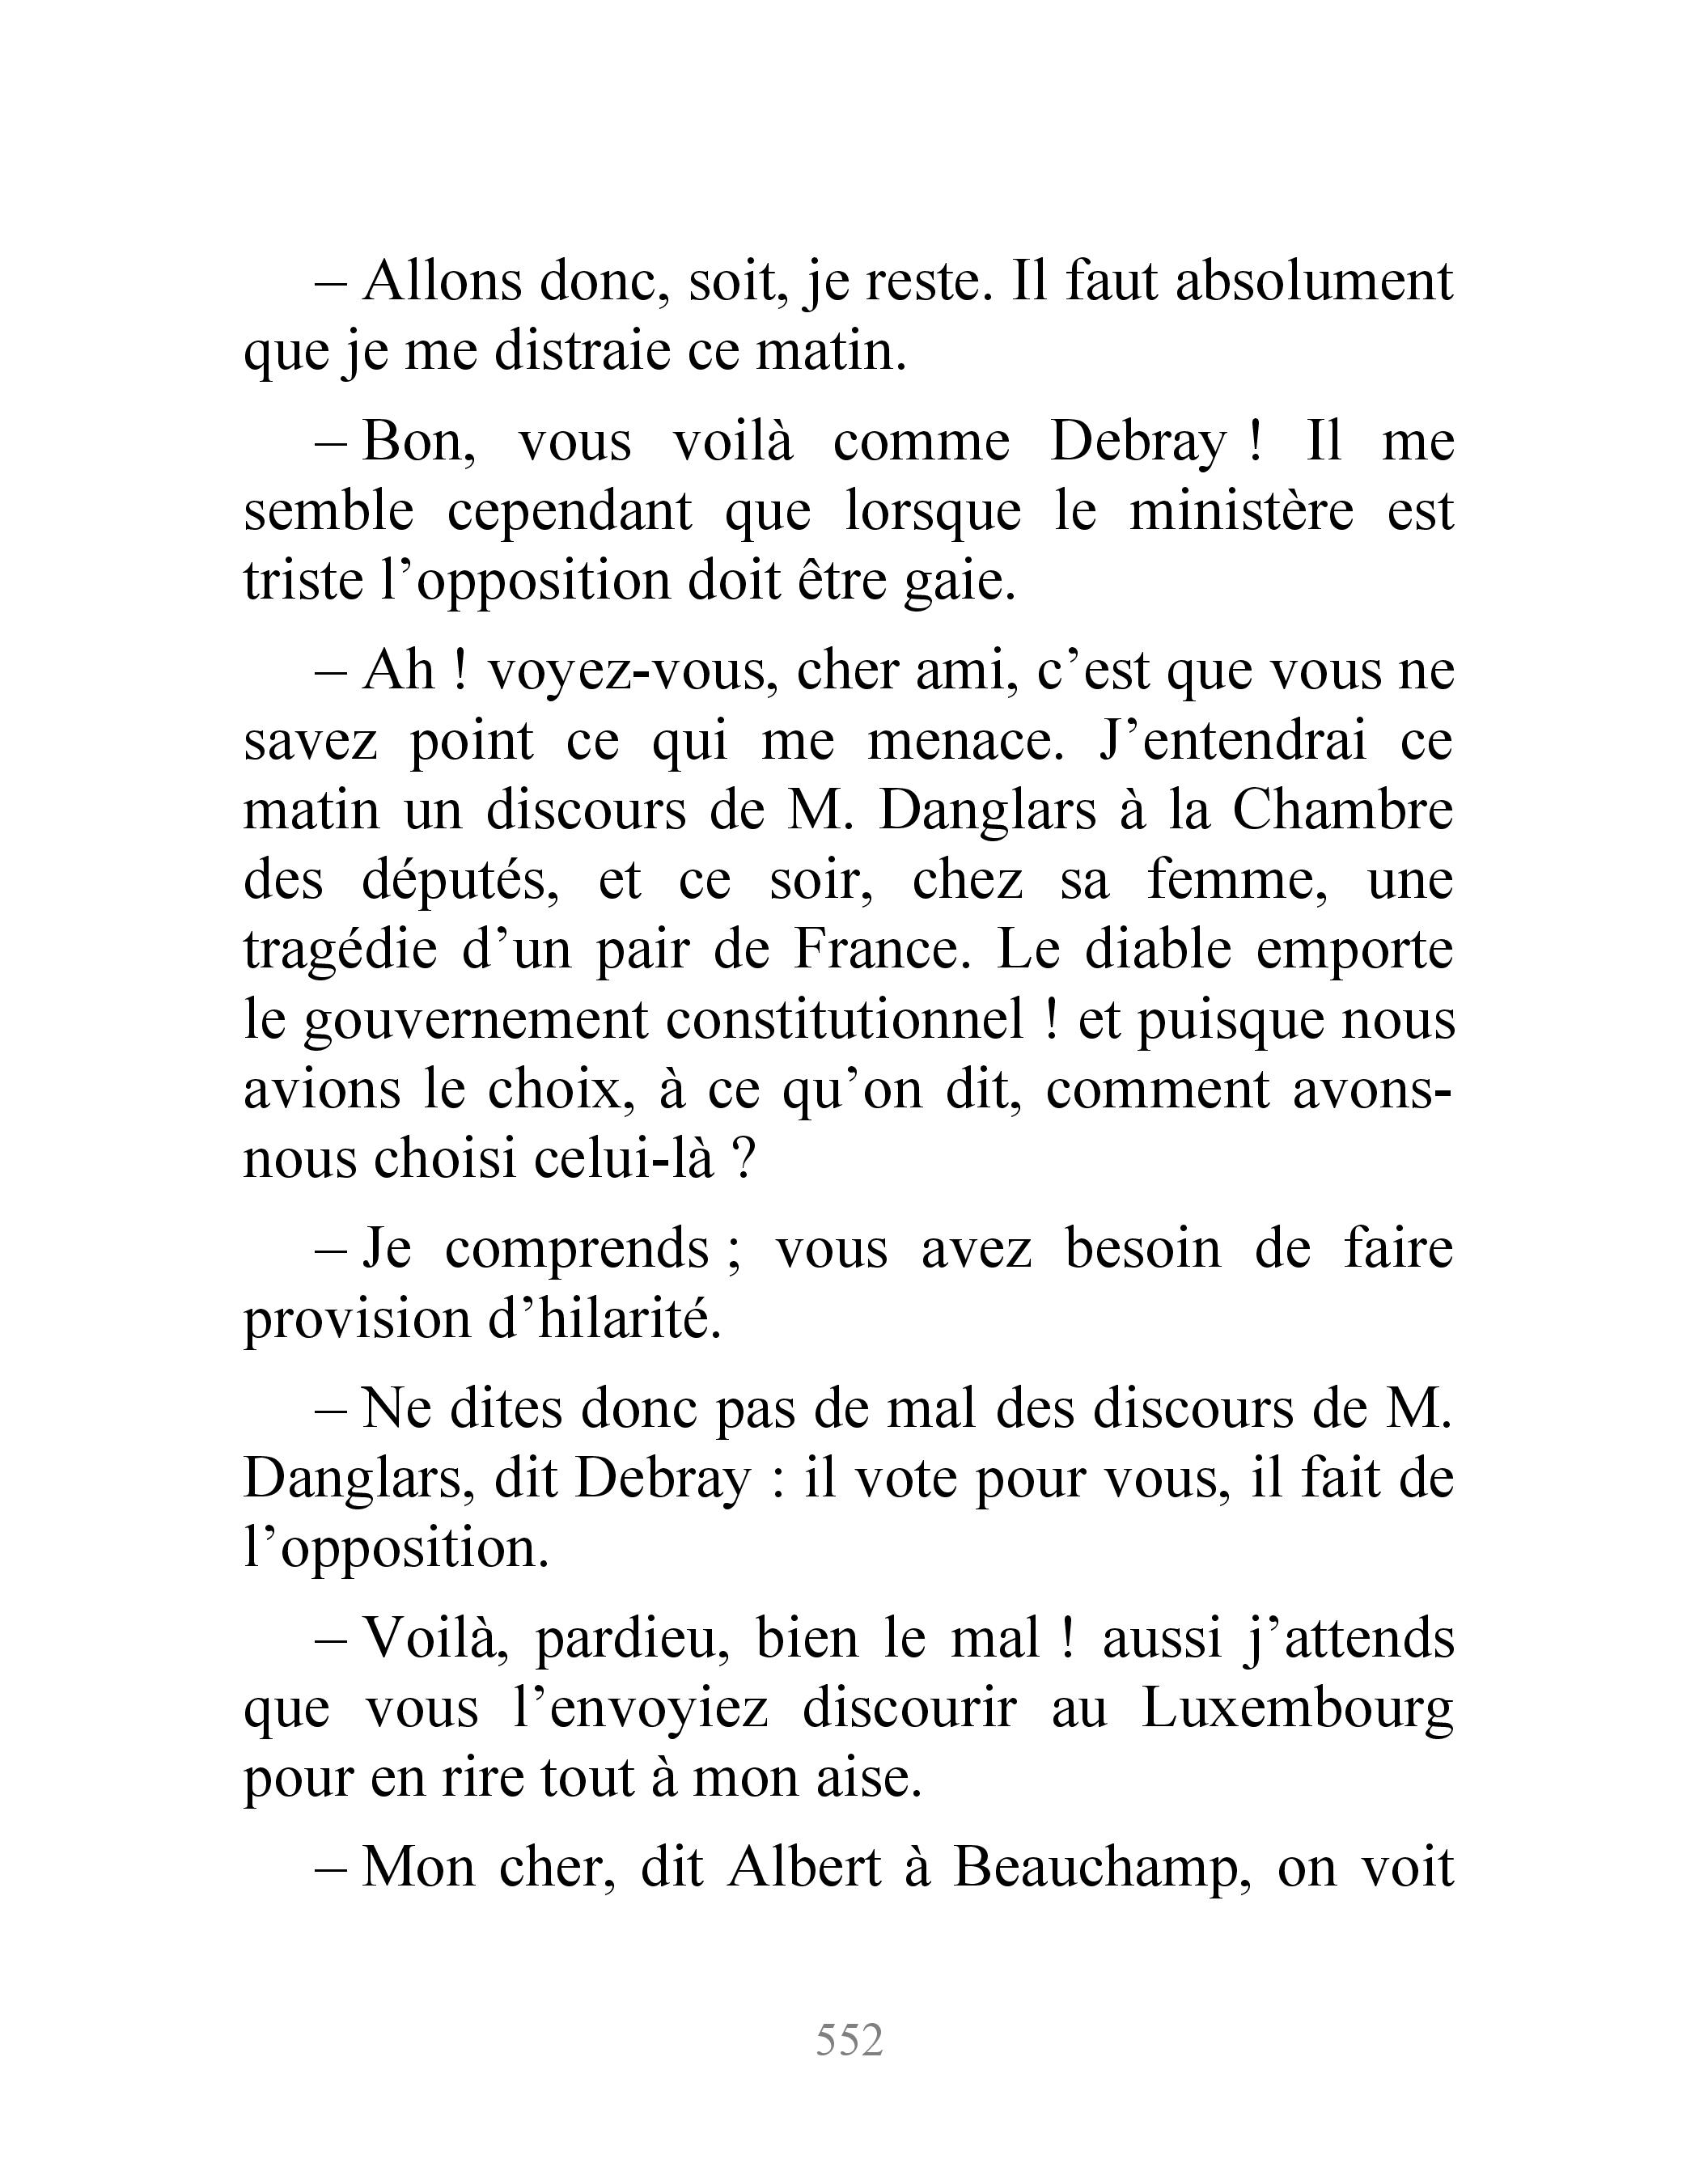 – Allons donc, soit, je reste. Il faut absolument
que je me distraie ce matin.
– Bon, vous voilà comme Debray ! Il me
semble cependant que lorsque le ministère est
triste l’opposition doit être gaie.
– Ah ! voyez-vous, cher ami, c’est que vous ne
savez point ce qui me menace. J’entendrai ce
matin un discours de M. Danglars à la Chambre
des députés, et ce soir, chez sa femme, une
tragédie d’un pair de France. Le diable emporte
le gouvernement constitutionnel ! et puisque nous
avions le choix, à ce qu’on dit, comment avons-
nous choisi celui-là ?
– Je comprends ; vous avez besoin de faire
provision d’hilarité.
– Ne dites donc pas de mal des discours de M.
Danglars, dit Debray : il vote pour vous, il fait de
l’opposition.
– Voilà, pardieu, bien le mal ! aussi j’attends
que vous l’envoyiez discourir au Luxembourg
pour en rire tout à mon aise.
– Mon cher, dit Albert à Beauchamp, on voit
552